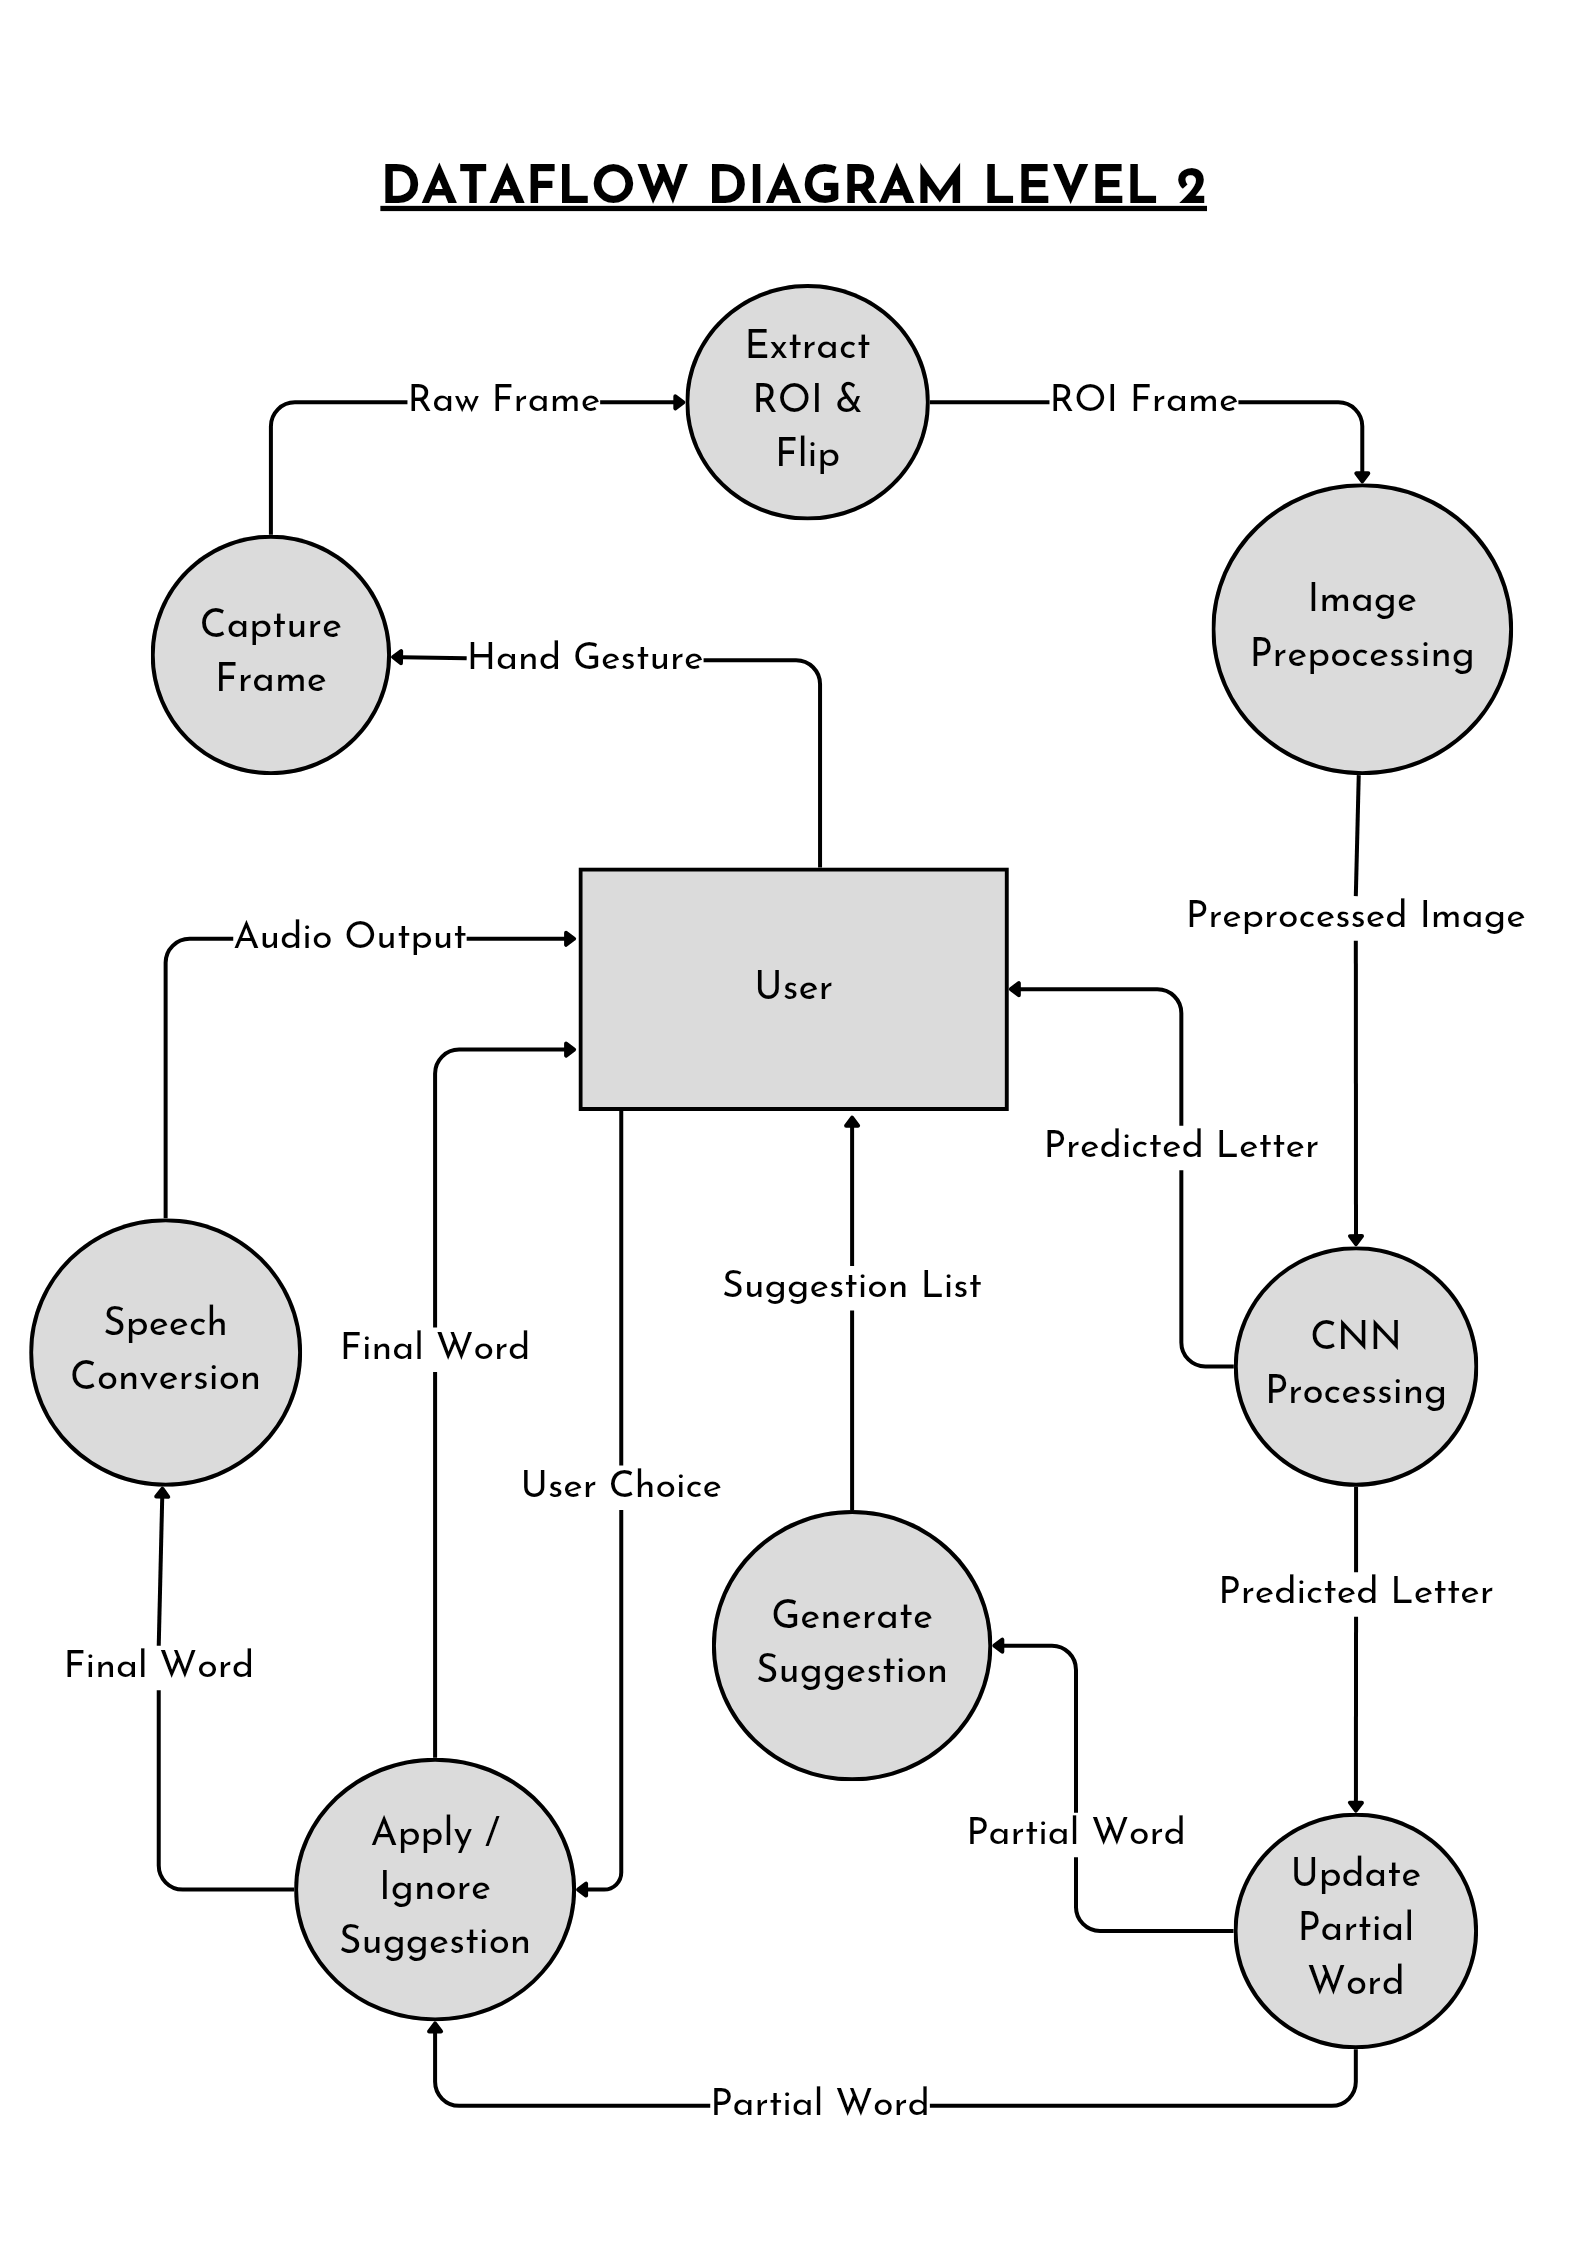 DATAFLOW DIAGRAM LEVEL 2
Extract
ROI &
Flip
Raw Frame
ROI Frame
Image
Prepocessing
Capture
Frame
Hand Gesture
Preprocessed Image
Audio Output
User
Predicted Letter
Suggestion List
Speech
Conversion
Final Word
CNN
Processing
User Choice
Predicted Letter
Generate
Suggestion
Final Word
Partial Word
Apply /
Ignore
Suggestion
Update
Partial
Word
Partial Word